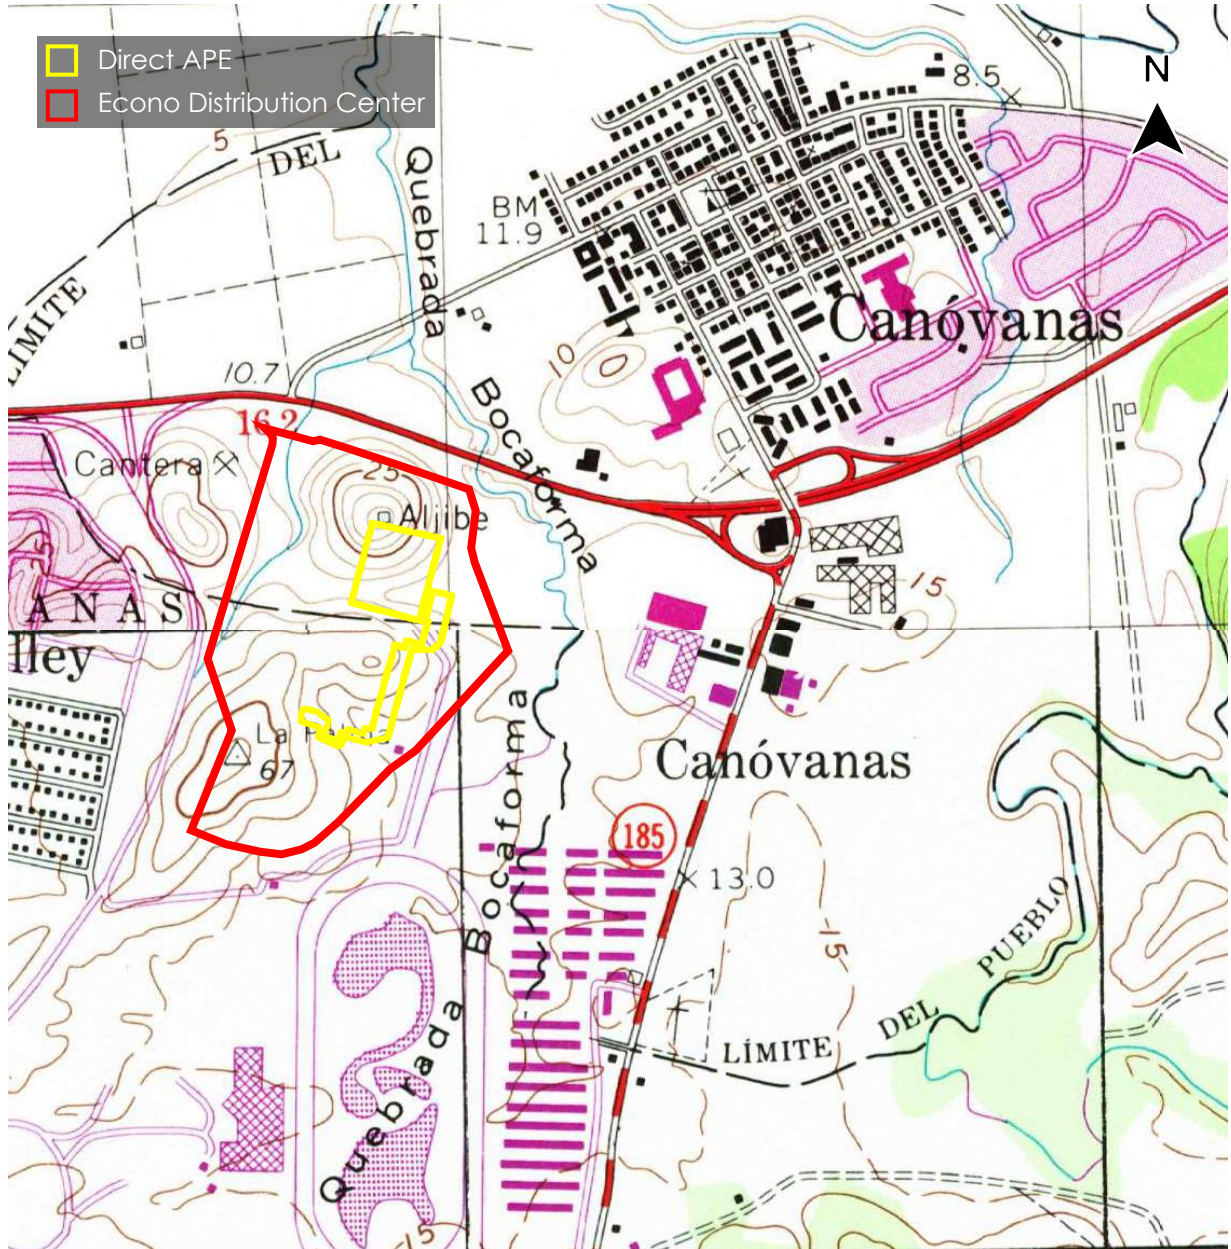 Direct APE
Econo Distribution Center
N
8.5
5
DEL
LIMITE
Quebrada
Bocaforma
BM
11.9
Canóvanas
10
10.7
16.2
Cantera
25
Aljibe
ANAS
lley
15
La Palma
67
Bocaforma
Quebrada
Canóvanas
185
13.0
15
PUEBLO
DEL
LÍMITE
15